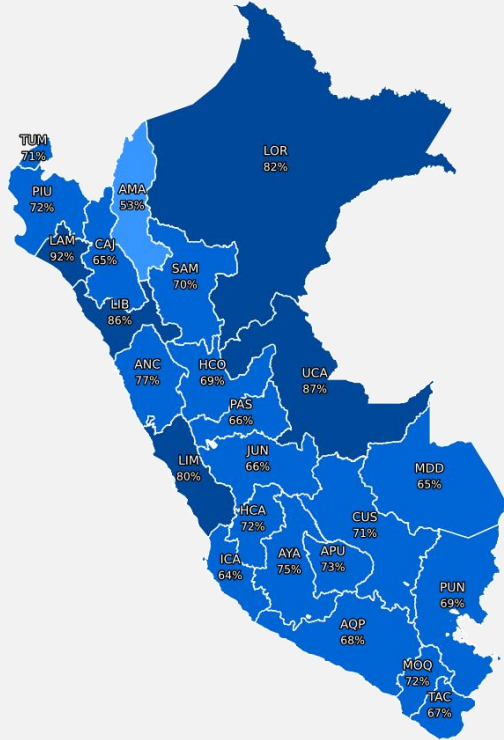 TUM
71%
LOR
82%
PIU
72%
AMA
53%
LAM
92%
CAJ
65%
SAM
70%
LIB
86%
ANC
77%
HCO
69%
UCA
87%
PAS
66%
LIM
80%
JUN
66%
MDD
65%
HCA
72%
CUS
71%
ICA
64%
AYA
75%
APU
73%
PUN
69%
AQP
68%
MOQ
72%
TAC
67%